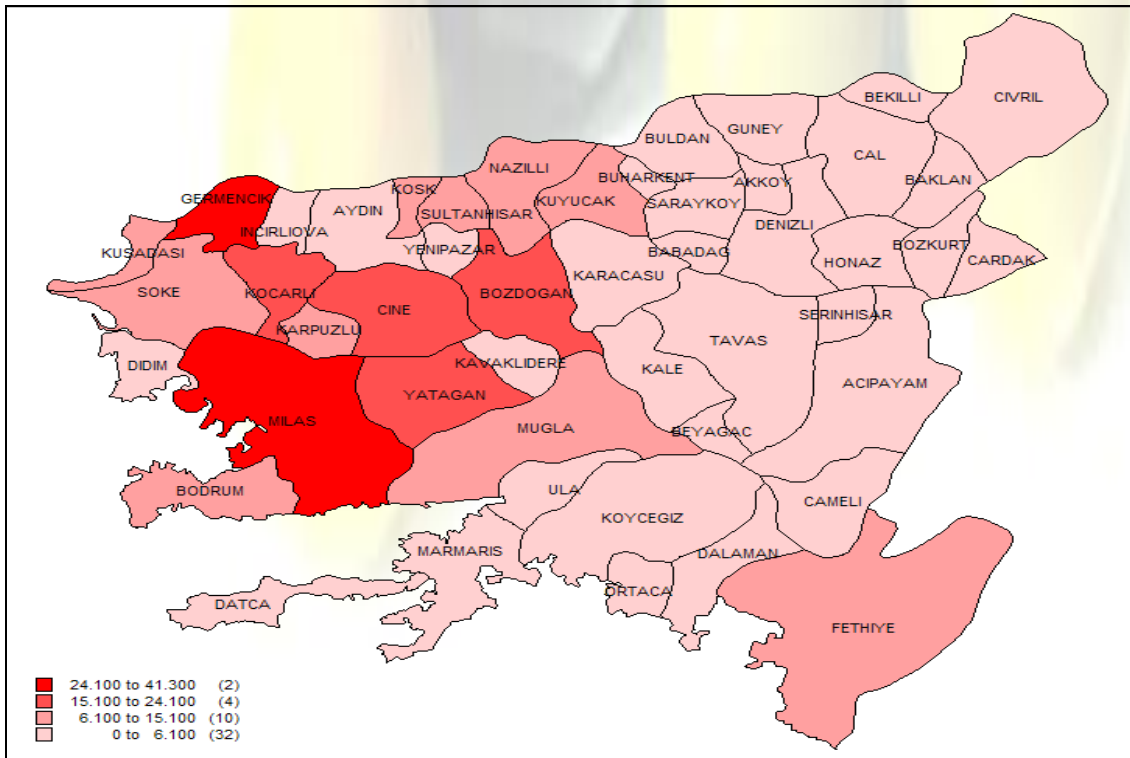 BEKILLI
CIVRIL
GUNEY
BULDAN
CAL
NAZILLI
BUHARKENT
AKKOY
BAKLAN
KOSK
GERMENCIK
KUYUCAK
SARAYKOY
AYDIN
SULTANHISAR
DENIZLI
INCIRLIOVA
YENIPAZAR
BABADAG
BOZKURT
KUSADASI
HONAZ
CARDAK
KARACASU
SOKE
KOCARLI
BOZDOGAN
CINE
SERINHISAR
KARPUZLU
TAVAS
DIDIM
KAVAKLIDERE
KALE
ACIPAYAM
YATAGAN
MILAS
MUGLA
BEYAGAC
BODRUM
ULA
CAMELI
KOYCEGIZ
MARMARIS
DALAMAN
ORTACA
DATCA
FETHIYE
24.100 to 41.300 (2)
15.100 to 24.100 (4)
6.100 to 15.100 (10)
0 to 6.100 (32)